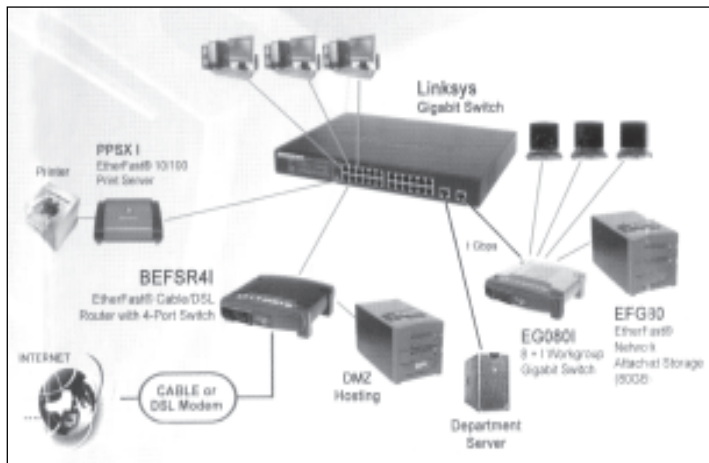 Linksys
Gigabit Switch
PPSX1
EtherFast® 10/100
Print Server
Printer
1 Gbps
BEFSR41
EtherFast® Cable/DSL
Router with 4-Port Switch
INTERNET
CABLE or
DSL Modem
DMZ
Hosting
Department
Server
EG0801
8 + 1 Workgroup
Gigabit Switch
EFG80
EtherFast®
Network
Attached Storage
(80GB)